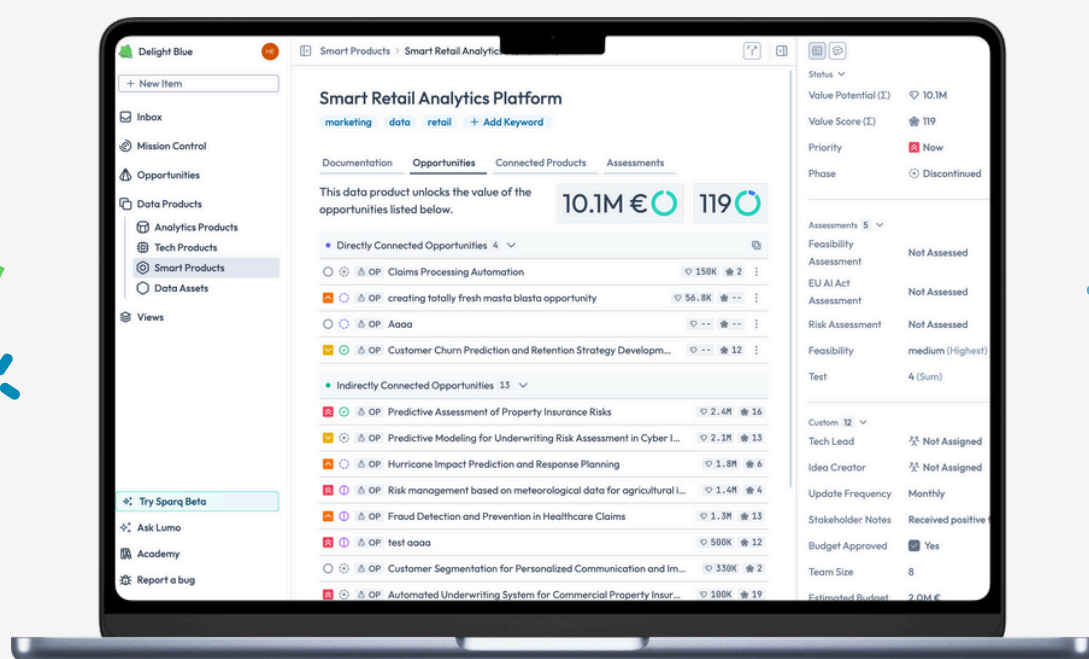 Delight Blue
HE
+ New Item
Inbox
Mission Control
Opportunities
Data Products
Analytics Products
Tech Products
Smart Products
Data Assets
Views
Try Sparq Beta
Ask Lumo
Academy
Report a bug
Smart Products > Smart Retail Analytics
Smart Retail Analytics Platform
marketing data retail + Add Keyword
Documentation Opportunities Connected Products Assessments
This data product unlocks the value of the
opportunities listed below.
10.1M €
119
Directly Connected Opportunities 4
OP Claims Processing Automation 150K 2
OP creating totally fresh masta blasta opportunity 56.8K --
OP Aaaa -- --
OP Customer Churn Prediction and Retention Strategy Developm... -- 12
Indirectly Connected Opportunities 13
OP Predictive Assessment of Property Insurance Risks 2.4M 16
OP Predictive Modeling for Underwriting Risk Assessment in Cyber I... 2.1M 13
OP Hurricane Impact Prediction and Response Planning 1.8M 6
OP Risk management based on meteorological data for agricultural i... 1.4M 4
OP Fraud Detection and Prevention in Healthcare Claims 1.3M 13
OP test aaaa 500K 12
OP Customer Segmentation for Personalized Communication and Im... 330K 2
OP Automated Underwriting System for Commercial Property Insur... 100K 19
Status
Value Potential (Σ) 10.1M
Value Score (Σ) 119
Priority Now
Phase Discontinued
Assessments 5
Feasibility
Assessment Not Assessed
EU AI Act
Assessment Not Assessed
Risk Assessment Not Assessed
Feasibility medium (Highest)
Test 4 (Sum)
Custom 12
Tech Lead Not Assigned
Idea Creator Not Assigned
Update Frequency Monthly
Stakeholder Notes Received positive
Budget Approved Yes
Team Size 8
Estimated Budget 2.0M €